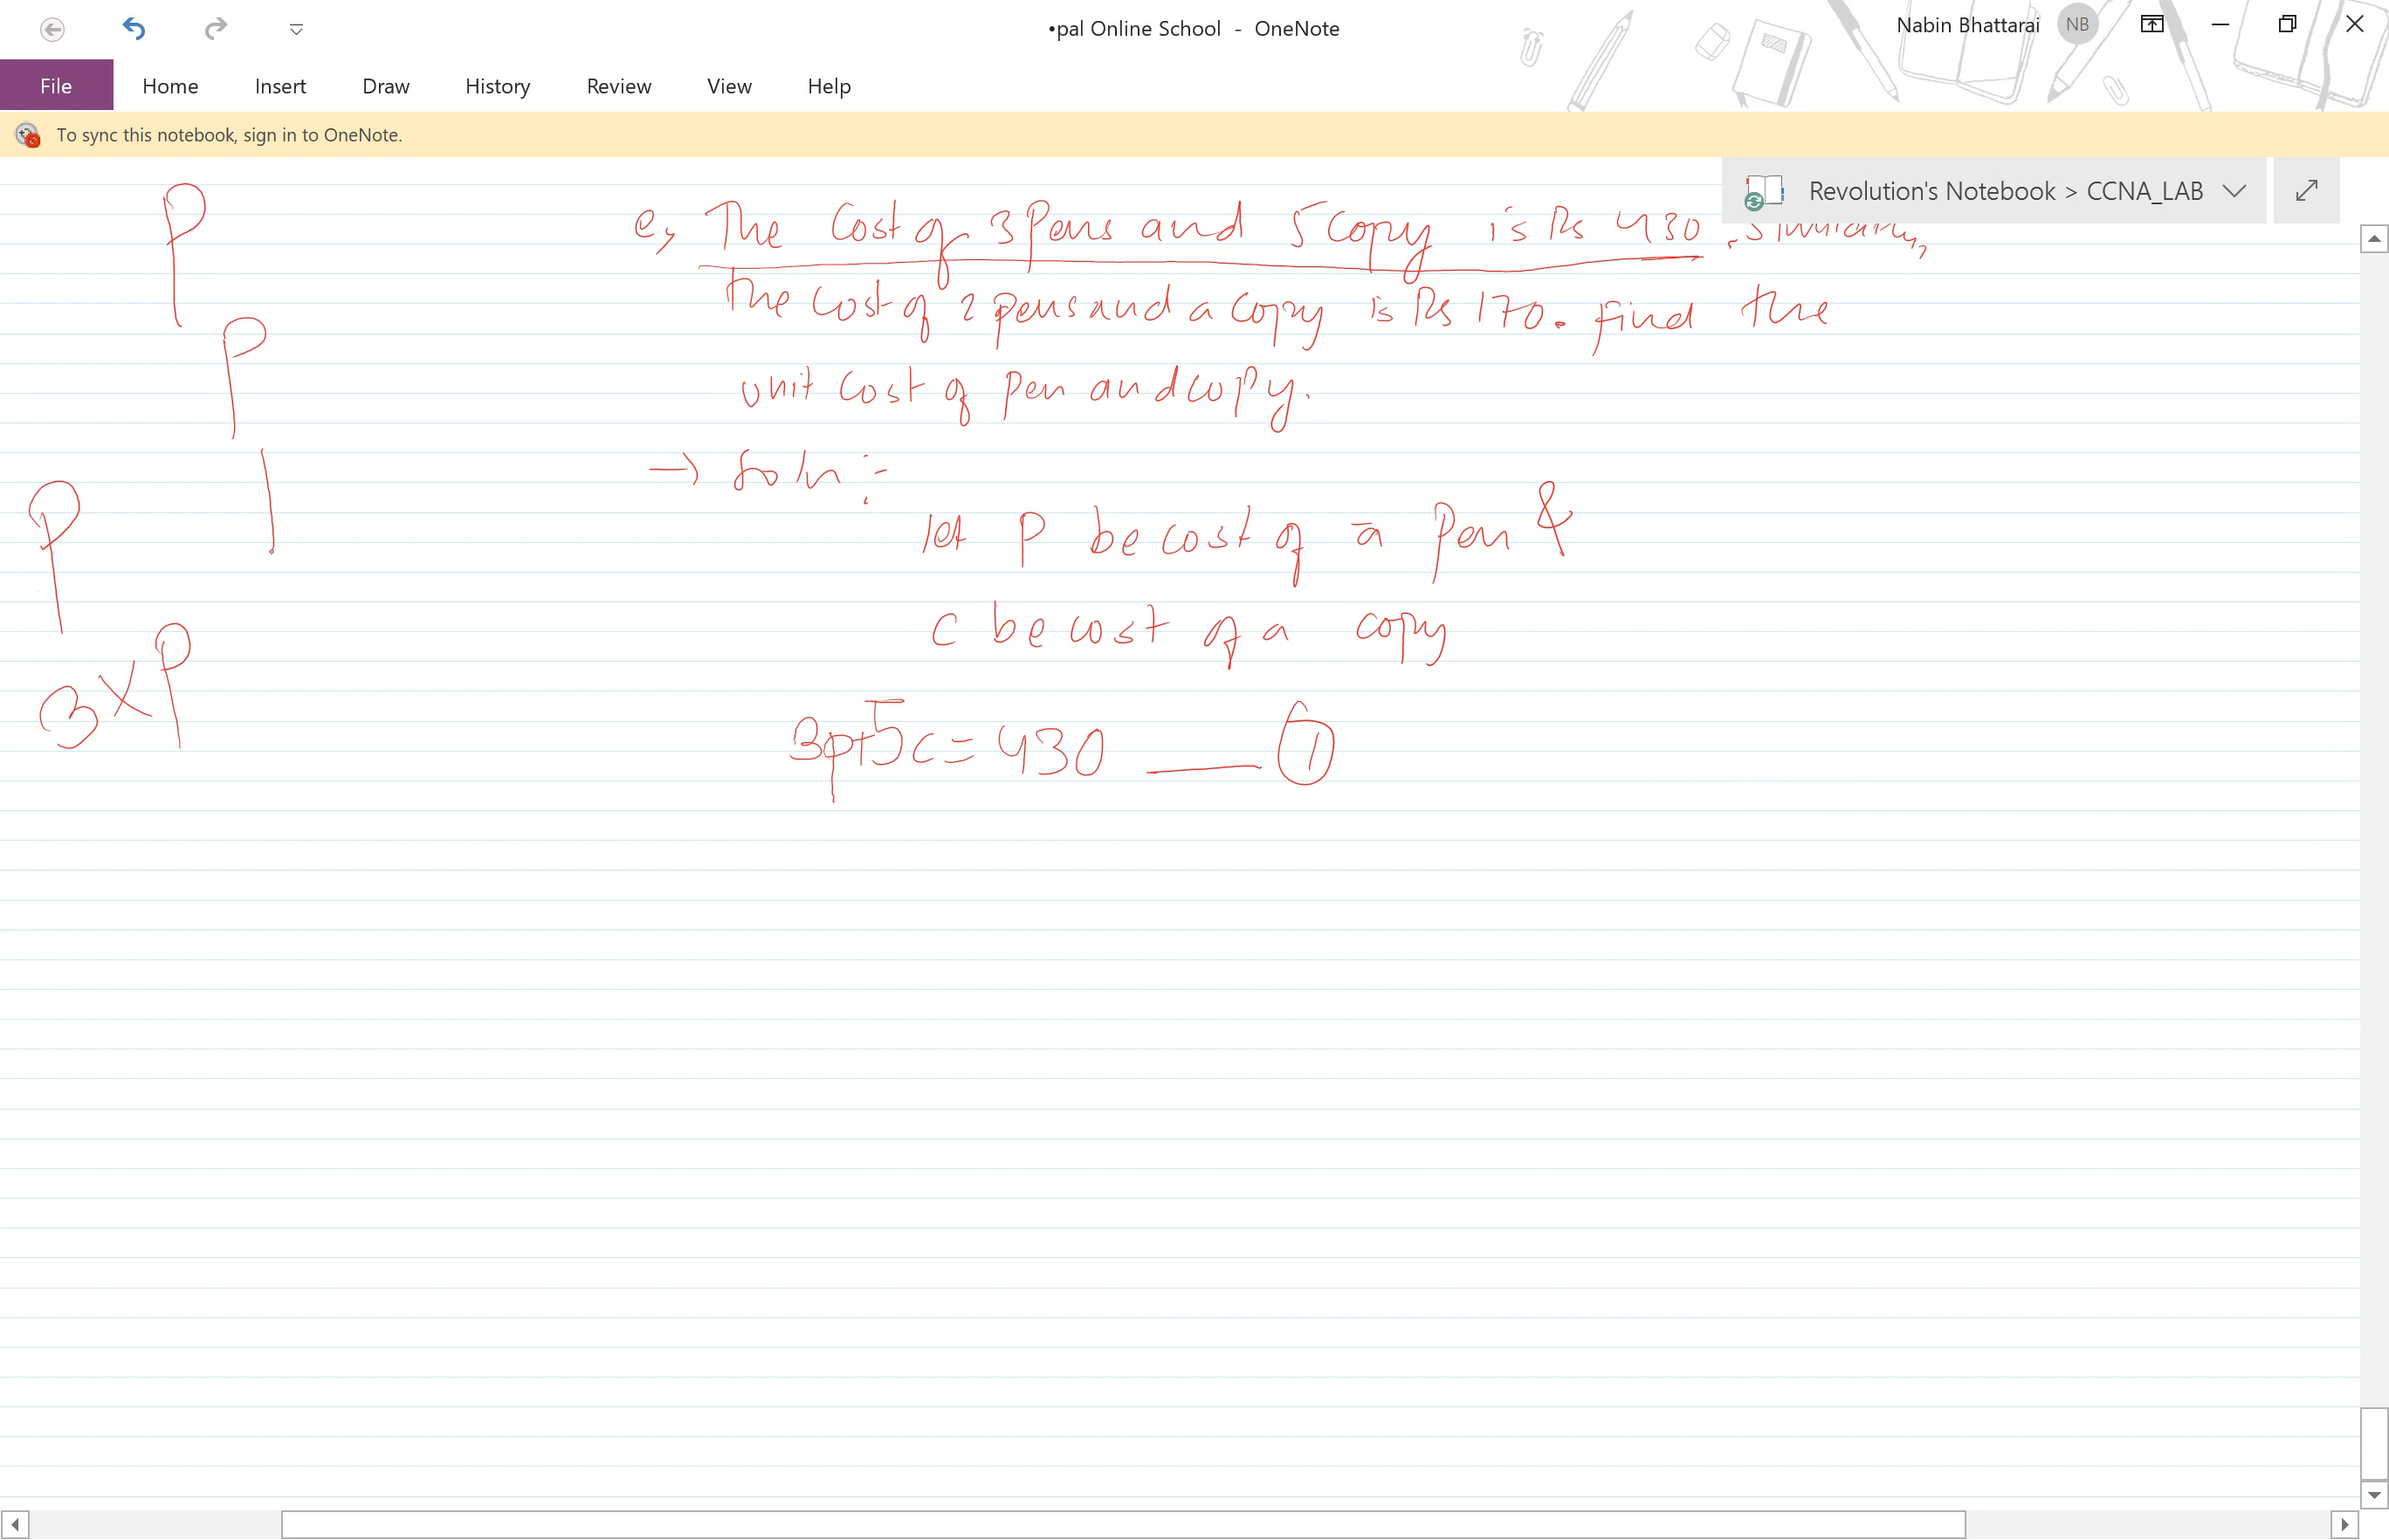 •pal Online School - OneNote
Nabin Bhattarai NB
File Home Insert Draw History Review View Help
To sync this notebook, sign in to OneNote.
Revolution's Notebook > CCNA_LAB
e, The cost of 3 Pens and 5 copy is Rs 430. Similarly,
the cost of 2 pens and a copy is Rs 170. Find the
unit cost of pen and copy.
→ Soln :-
let P be cost of a Pen &
c be cost of a copy
3p+5c=430 — 1
P
P
P
3×P